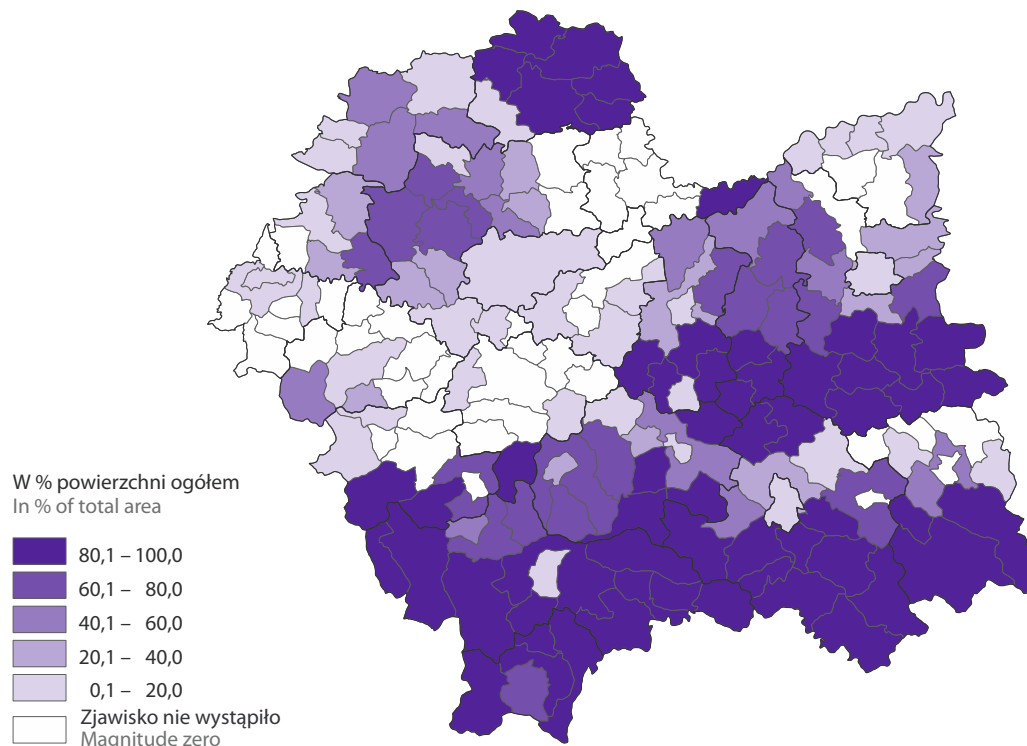 W % powierzchni ogółem
In % of total area
80,1 – 100,0
60,1 – 80,0
40,1 – 60,0
20,1 – 40,0
0,1 – 20,0
Zjawisko nie wystąpiło
Magnitude zero